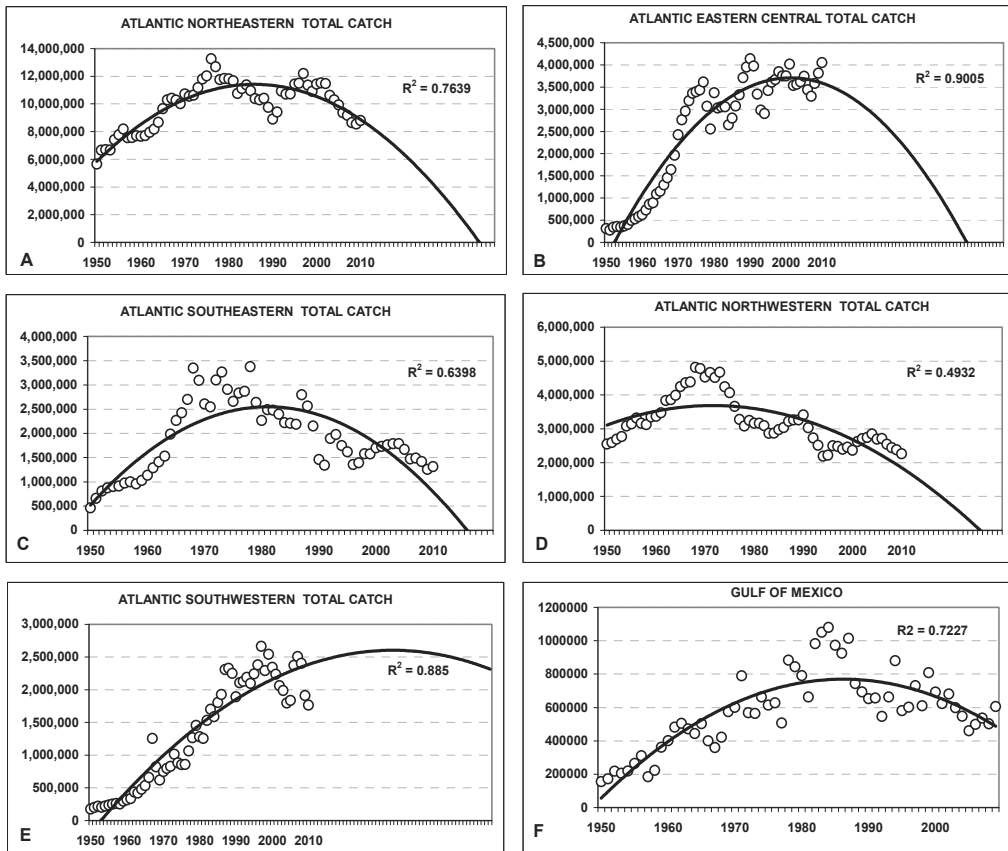 ATLANTIC NORTHEASTERN TOTAL CATCH
14,000,000
12,000,000
10,000,000
8,000,000
6,000,000
4,000,000
2,000,000
0
R² = 0.7639
A
1950 1960 1970 1980 1990 2000 2010
ATLANTIC EASTERN CENTRAL TOTAL CATCH
4,500,000
4,000,000
3,500,000
3,000,000
2,500,000
2,000,000
1,500,000
1,000,000
500,000
0
R² = 0.9005
B
1950 1960 1970 1980 1990 2000 2010
ATLANTIC SOUTHEASTERN TOTAL CATCH
4,000,000
3,500,000
3,000,000
2,500,000
2,000,000
1,500,000
1,000,000
500,000
0
R² = 0.6398
C
1950 1960 1970 1980 1990 2000 2010
ATLANTIC NORTHWESTERN TOTAL CATCH
6,000,000
5,000,000
4,000,000
3,000,000
2,000,000
1,000,000
0
R² = 0.4932
D
1950 1960 1970 1980 1990 2000 2010
ATLANTIC SOUTHWESTERN TOTAL CATCH
3,000,000
2,500,000
2,000,000
1,500,000
1,000,000
500,000
0
R² = 0.885
E
1950 1960 1970 1980 1990 2000 2010
GULF OF MEXICO
1200000
1000000
800000
600000
400000
200000
0
R2 = 0.7227
F
1950 1960 1970 1980 1990 2000